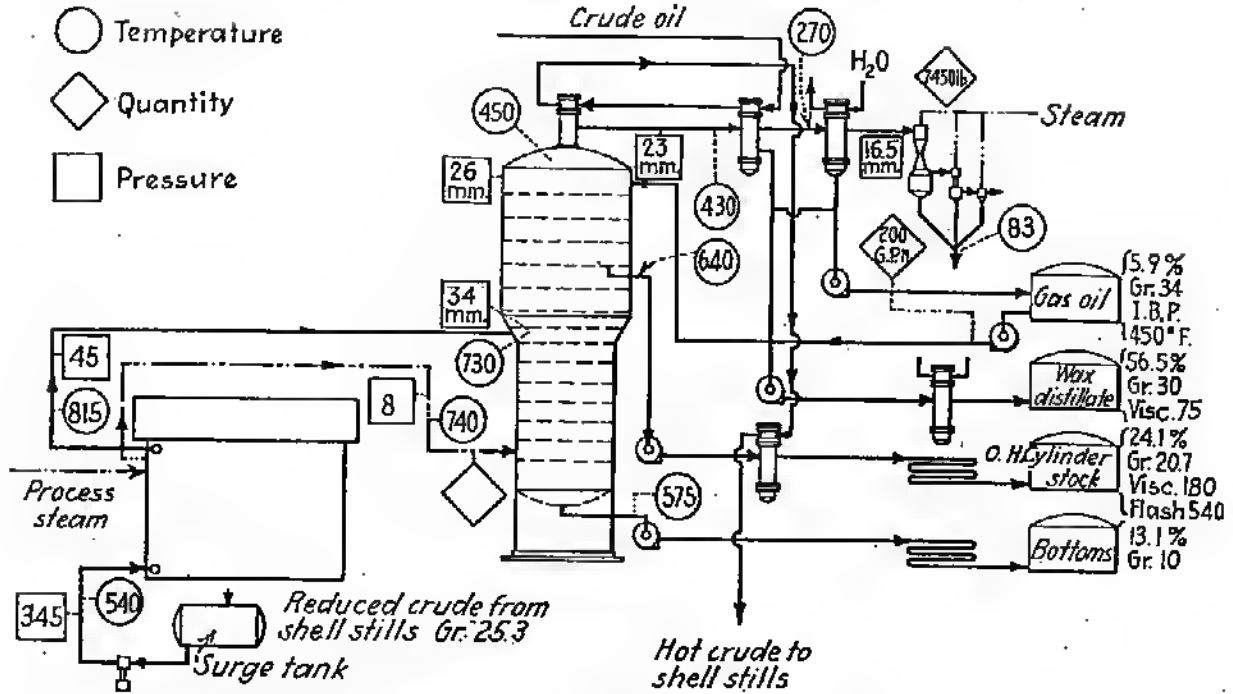 Temperature
Quantity
Pressure
Crude oil
270
H₂O
7450 lb.
Steam
450
26
mm.
23
mm.
16.5
mm.
430
83
200
G.P.M.
640
34
mm.
730
5.9%
Gr. 34
I.B.P.
450° F.
Gas oil
45
815
8
740
56.5%
Gr. 30
Visc. 75
Wax
distillate
24.1%
Gr. 20.7
Visc. 180
Flash 540
O.H. Cylinder
stock
Process
steam
575
13.1%
Gr. 10
Bottoms
345
540
Reduced crude from
shell stills Gr. 25.3
Surge tank
Hot crude to
shell stills